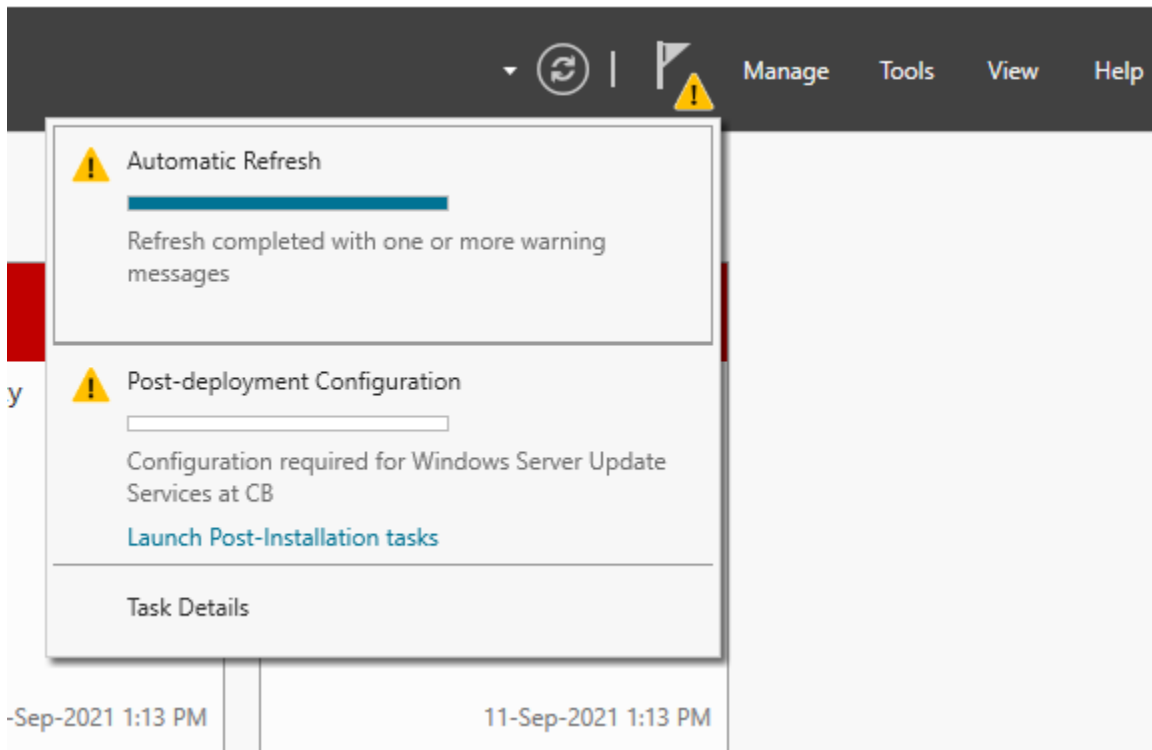 Manage Tools View Help
Automatic Refresh
Refresh completed with one or more warning
messages
Post-deployment Configuration
Configuration required for Windows Server Update
Services at CB
Launch Post-Installation tasks
Task Details
y
-Sep-2021 1:13 PM
11-Sep-2021 1:13 PM